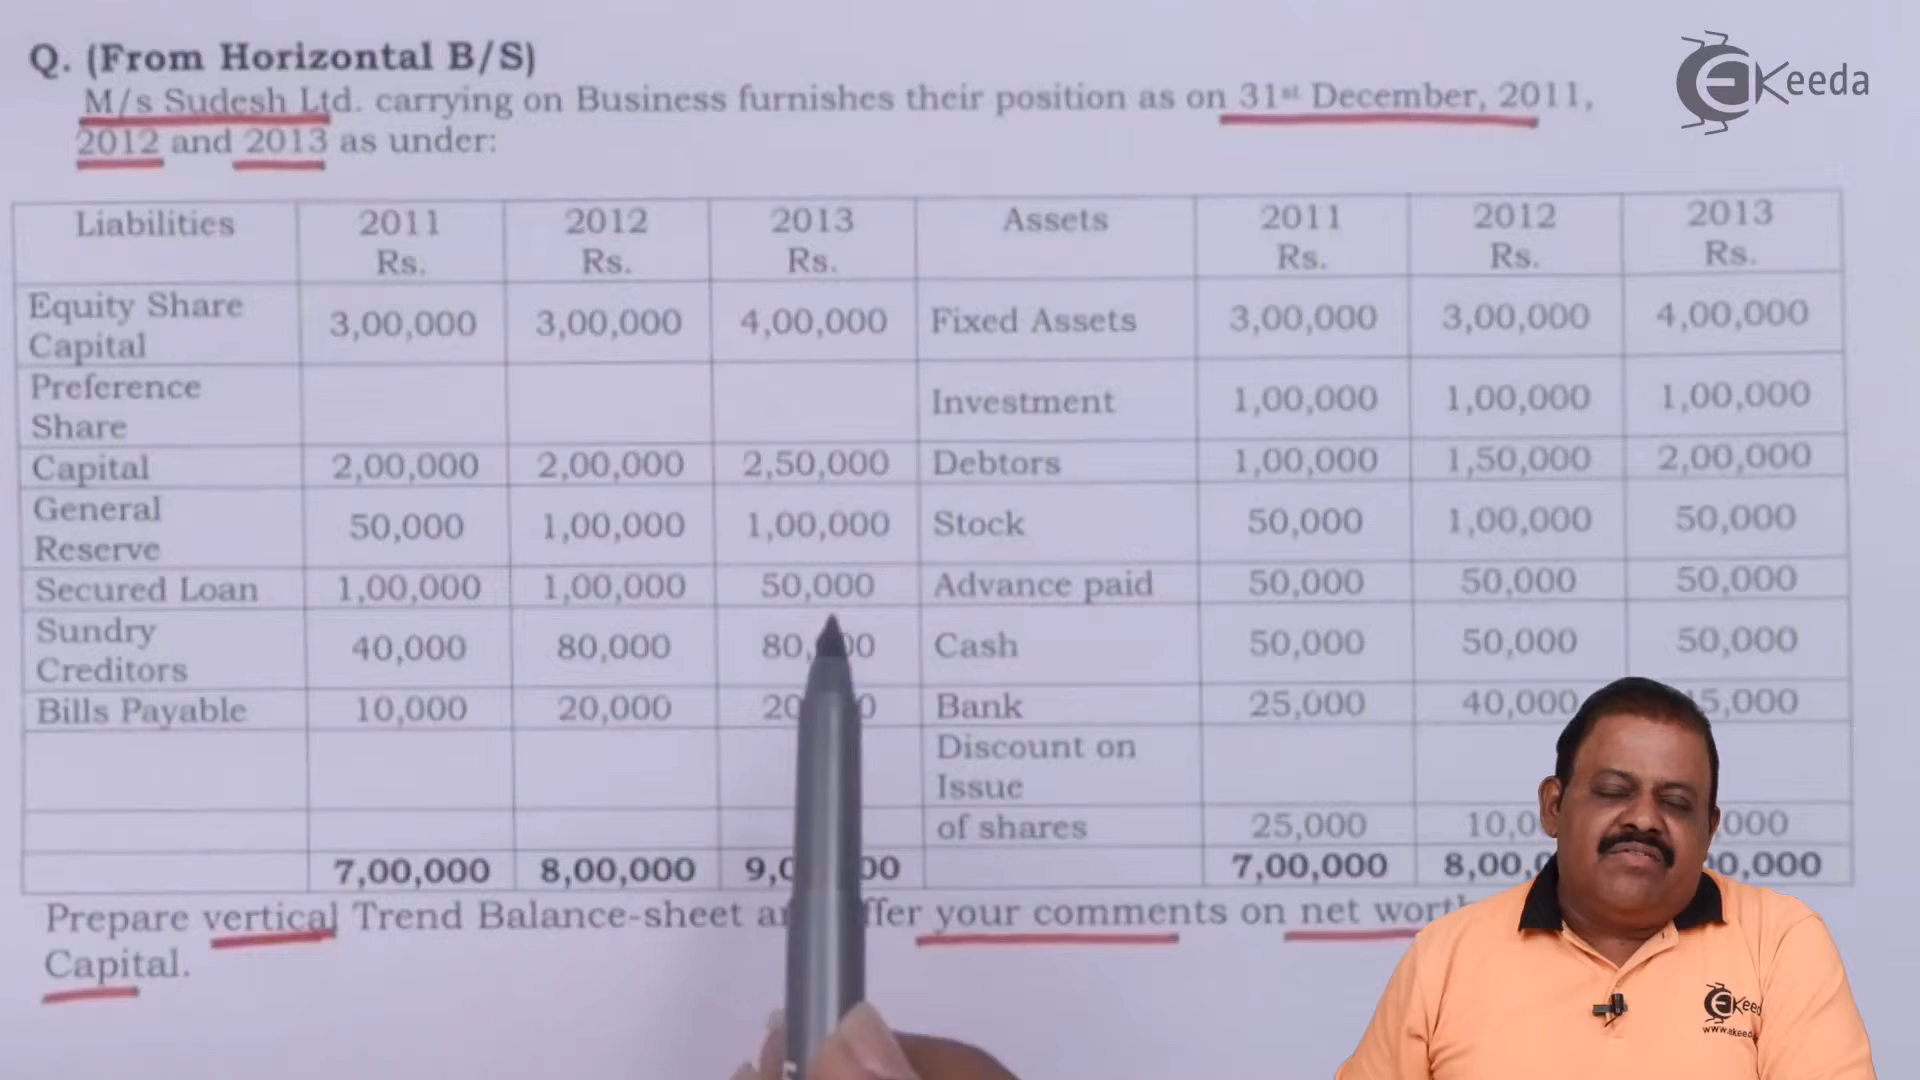 Q. (From Horizontal B/S)
M/s Sudesh Ltd. carrying on Business furnishes their position as on 31st December, 2011,
2012 and 2013 as under:
Keeda
Liabilities 2011 Rs. 2012 Rs. 2013 Rs. Assets 2011 Rs. 2012 Rs. 2013 Rs.
Equity Share Capital 3,00,000 3,00,000 4,00,000 Fixed Assets 3,00,000 3,00,000 4,00,000
Preference Share Investment 1,00,000 1,00,000 1,00,000
Capital 2,00,000 2,00,000 2,50,000 Debtors 1,00,000 1,50,000 2,00,000
General Reserve 50,000 1,00,000 1,00,000 Stock 50,000 1,00,000 50,000
Secured Loan 1,00,000 1,00,000 50,000 Advance paid 50,000 50,000 50,000
Sundry Creditors 40,000 80,000 Cash 50,000 50,000 50,000
Bills Payable 10,000 20,000 Bank 25,000 40,000
Discount on Issue
of shares 25,000
7,00,000 8,00,000 7,00,000
Prepare vertical Trend Balance-sheet your comments on net
Capital.